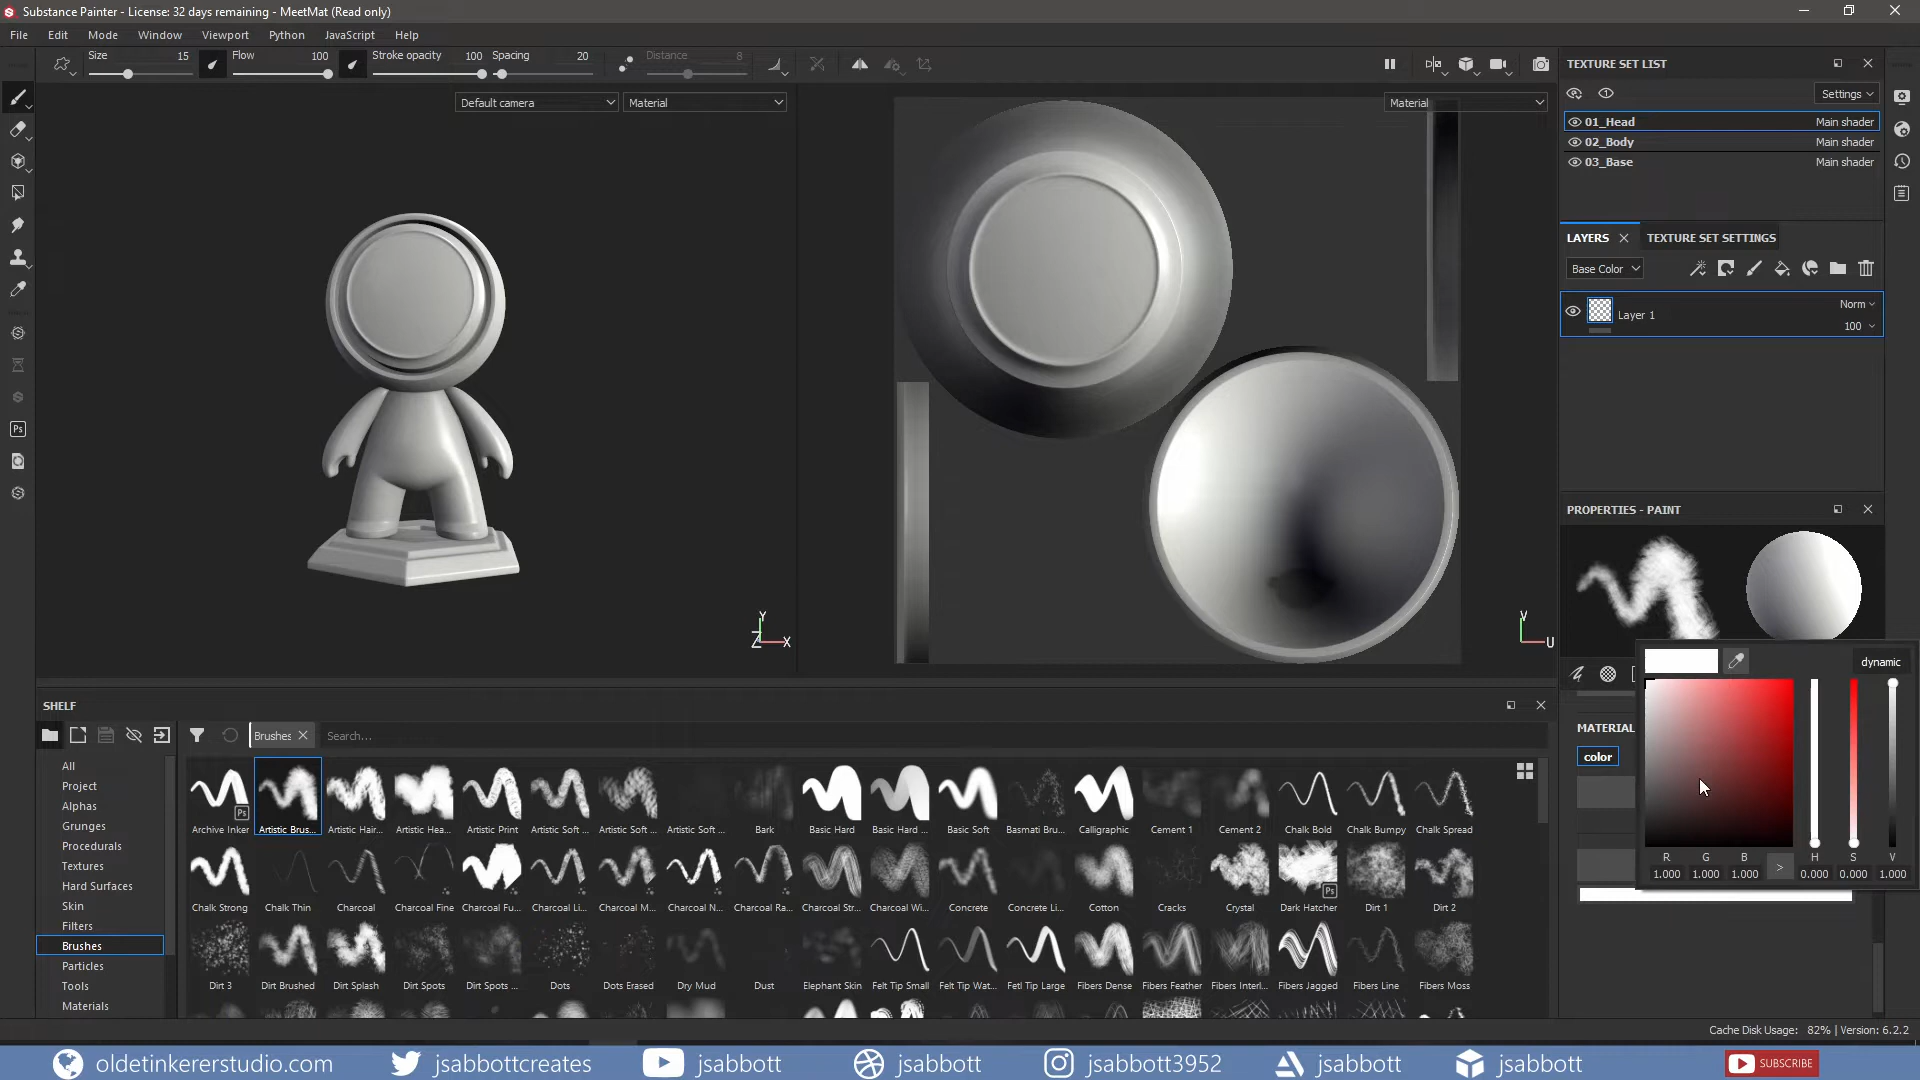 Substance Painter - License: 32 days remaining - MeetMat (Read only)
File Edit Mode Window Viewport Python JavaScript Help
Size 15 Flow 100 Stroke opacity 100 Spacing 20 Distance 8
Default camera Material Material
TEXTURE SET LIST
Settings
01_Head Main shader
02_Body Main shader
03_Base Main shader
LAYERS TEXTURE SET SETTINGS
Base Color
Norm
Layer 1
100
PROPERTIES - PAINT
Y
Z X
V
U
dynamic
MATERIAL
color
R G B H S V
1.000 1.000 1.000 > 0.000 0.000 1.000
SHELF
Brushes Search...
All
Project
Alphas
Grunges
Procedurals
Textures
Hard Surfaces
Skin
Filters
Brushes
Particles
Tools
Materials
Ps
Archive Inker Artistic Brus... Artistic Hair... Artistic Hea... Artistic Print Artistic Soft ... Artistic Soft ... Artistic Soft ... Bark Basic Hard Basic Hard ... Basic Soft Basmati Bru... Calligraphic Cement 1 Cement 2 Chalk Bold Chalk Bumpy Chalk Spread
Ps
Chalk Strong Chalk Thin Charcoal Charcoal Fine Charcoal Fu... Charcoal Li... Charcoal M... Charcoal N... Charcoal Ra... Charcoal Str... Charcoal Wi... Concrete Concrete Li... Cotton Cracks Crystal Dark Hatcher Dirt 1 Dirt 2
Ps
Dirt 3 Dirt Brushed Dirt Splash Dirt Spots Dirt Spots ... Dots Dots Erased Dry Mud Dust Elephant Skin Felt Tip Small Felt Tip Wat... Fetl Tip Large Fibers Dense Fibers Feather Fibers Interl... Fibers Jagged Fibers Line Fibers Moss
Cache Disk Usage: 82% | Version: 6.2.2
oldetinkererstudio.com jsabbottcreates jsabbott jsabbott jsabbott3952 jsabbott jsabbott SUBSCRIBE